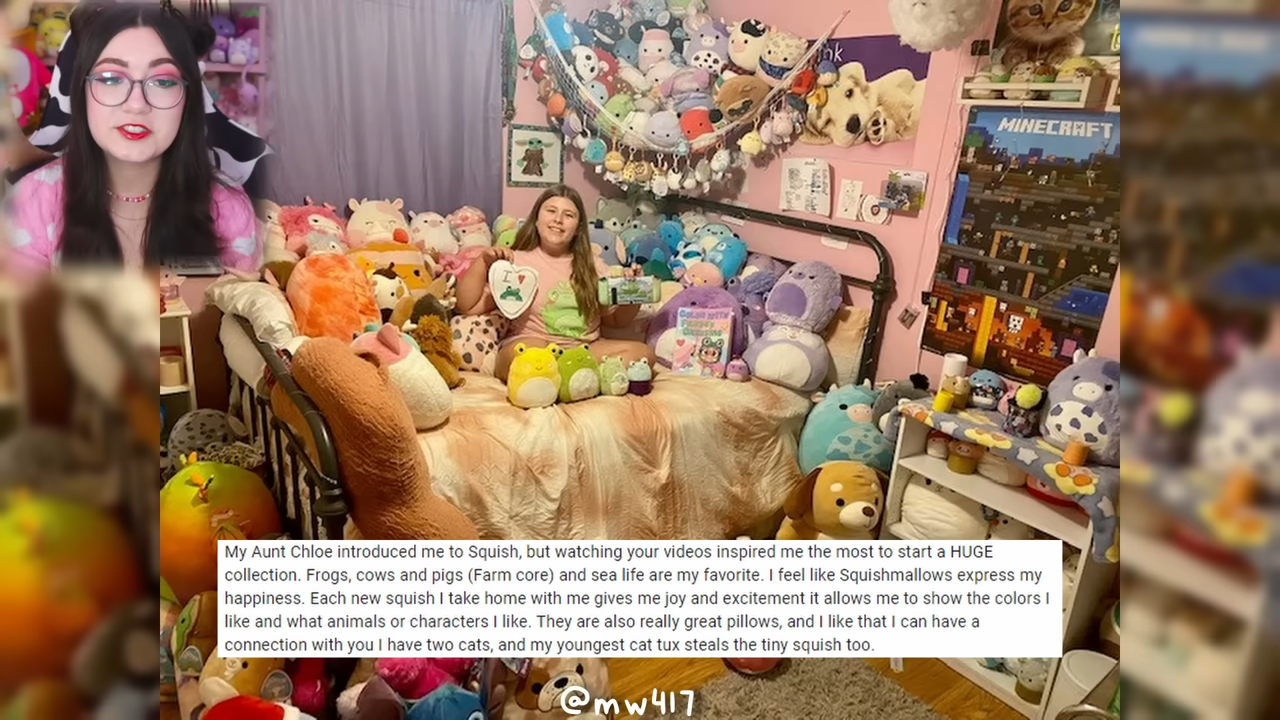 nk
MINECRAFT
I
COLOR WITH
My Aunt Chloe introduced me to Squish, but watching your videos inspired me the most to start a HUGE
collection. Frogs, cows and pigs (Farm core) and sea life are my favorite. I feel like Squishmallows express my
happiness. Each new squish I take home with me gives me joy and excitement it allows me to show the colors I
like and what animals or characters I like. They are also really great pillows, and I like that I can have a
connection with you I have two cats, and my youngest cat tux steals the tiny squish too.
@mw417